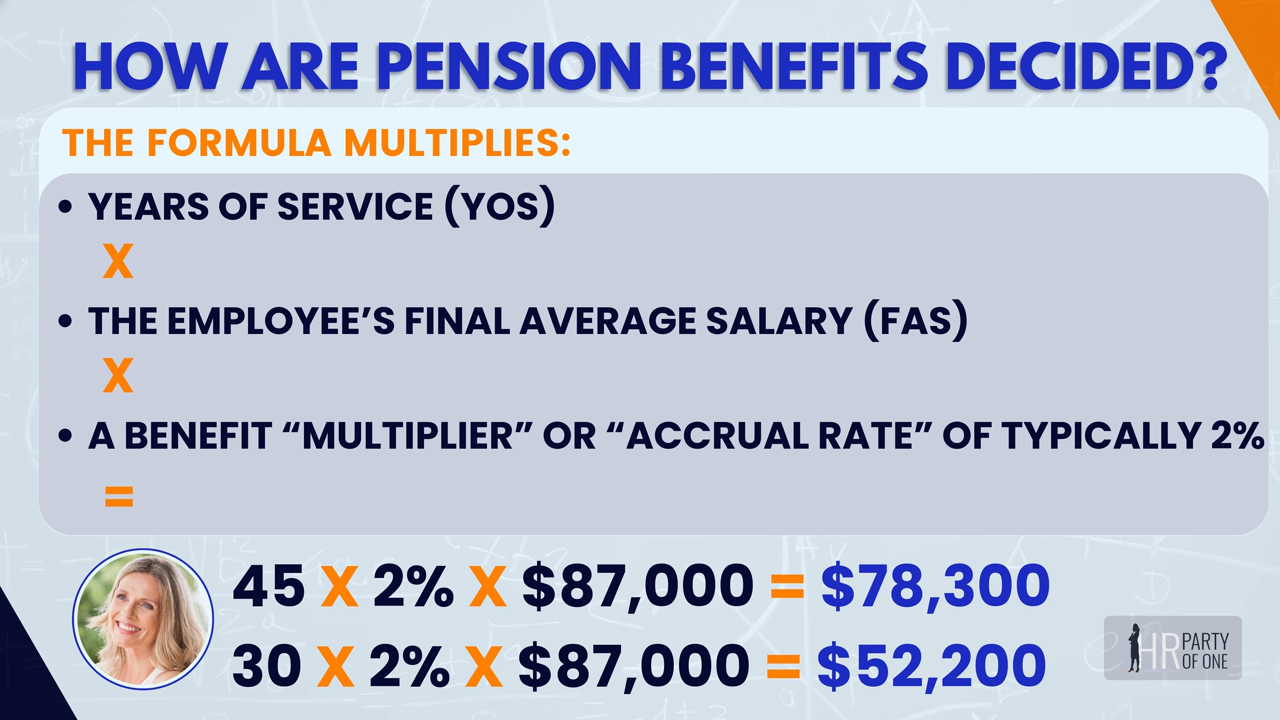 HOW ARE PENSION BENEFITS DECIDED?
THE FORMULA MULTIPLIES:
• YEARS OF SERVICE (YOS)
X
• THE EMPLOYEE’S FINAL AVERAGE SALARY (FAS)
X
• A BENEFIT “MULTIPLIER” OR “ACCRUAL RATE” OF TYPICALLY 2%
=
45 X 2% X $87,000 = $78,300
30 X 2% X $87,000 = $52,200
HR PARTY
OF ONE